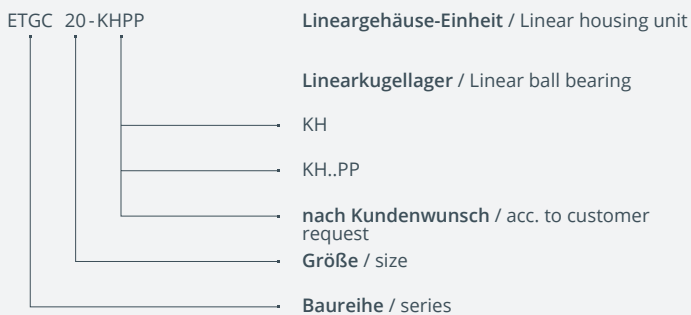 ETGC 20-KHPP
Lineargehäuse-Einheit / Linear housing unit
Linearkugellager / Linear ball bearing
KH
KH..PP
nach Kundenwunsch / acc. to customer
request
Größe / size
Baureihe / series